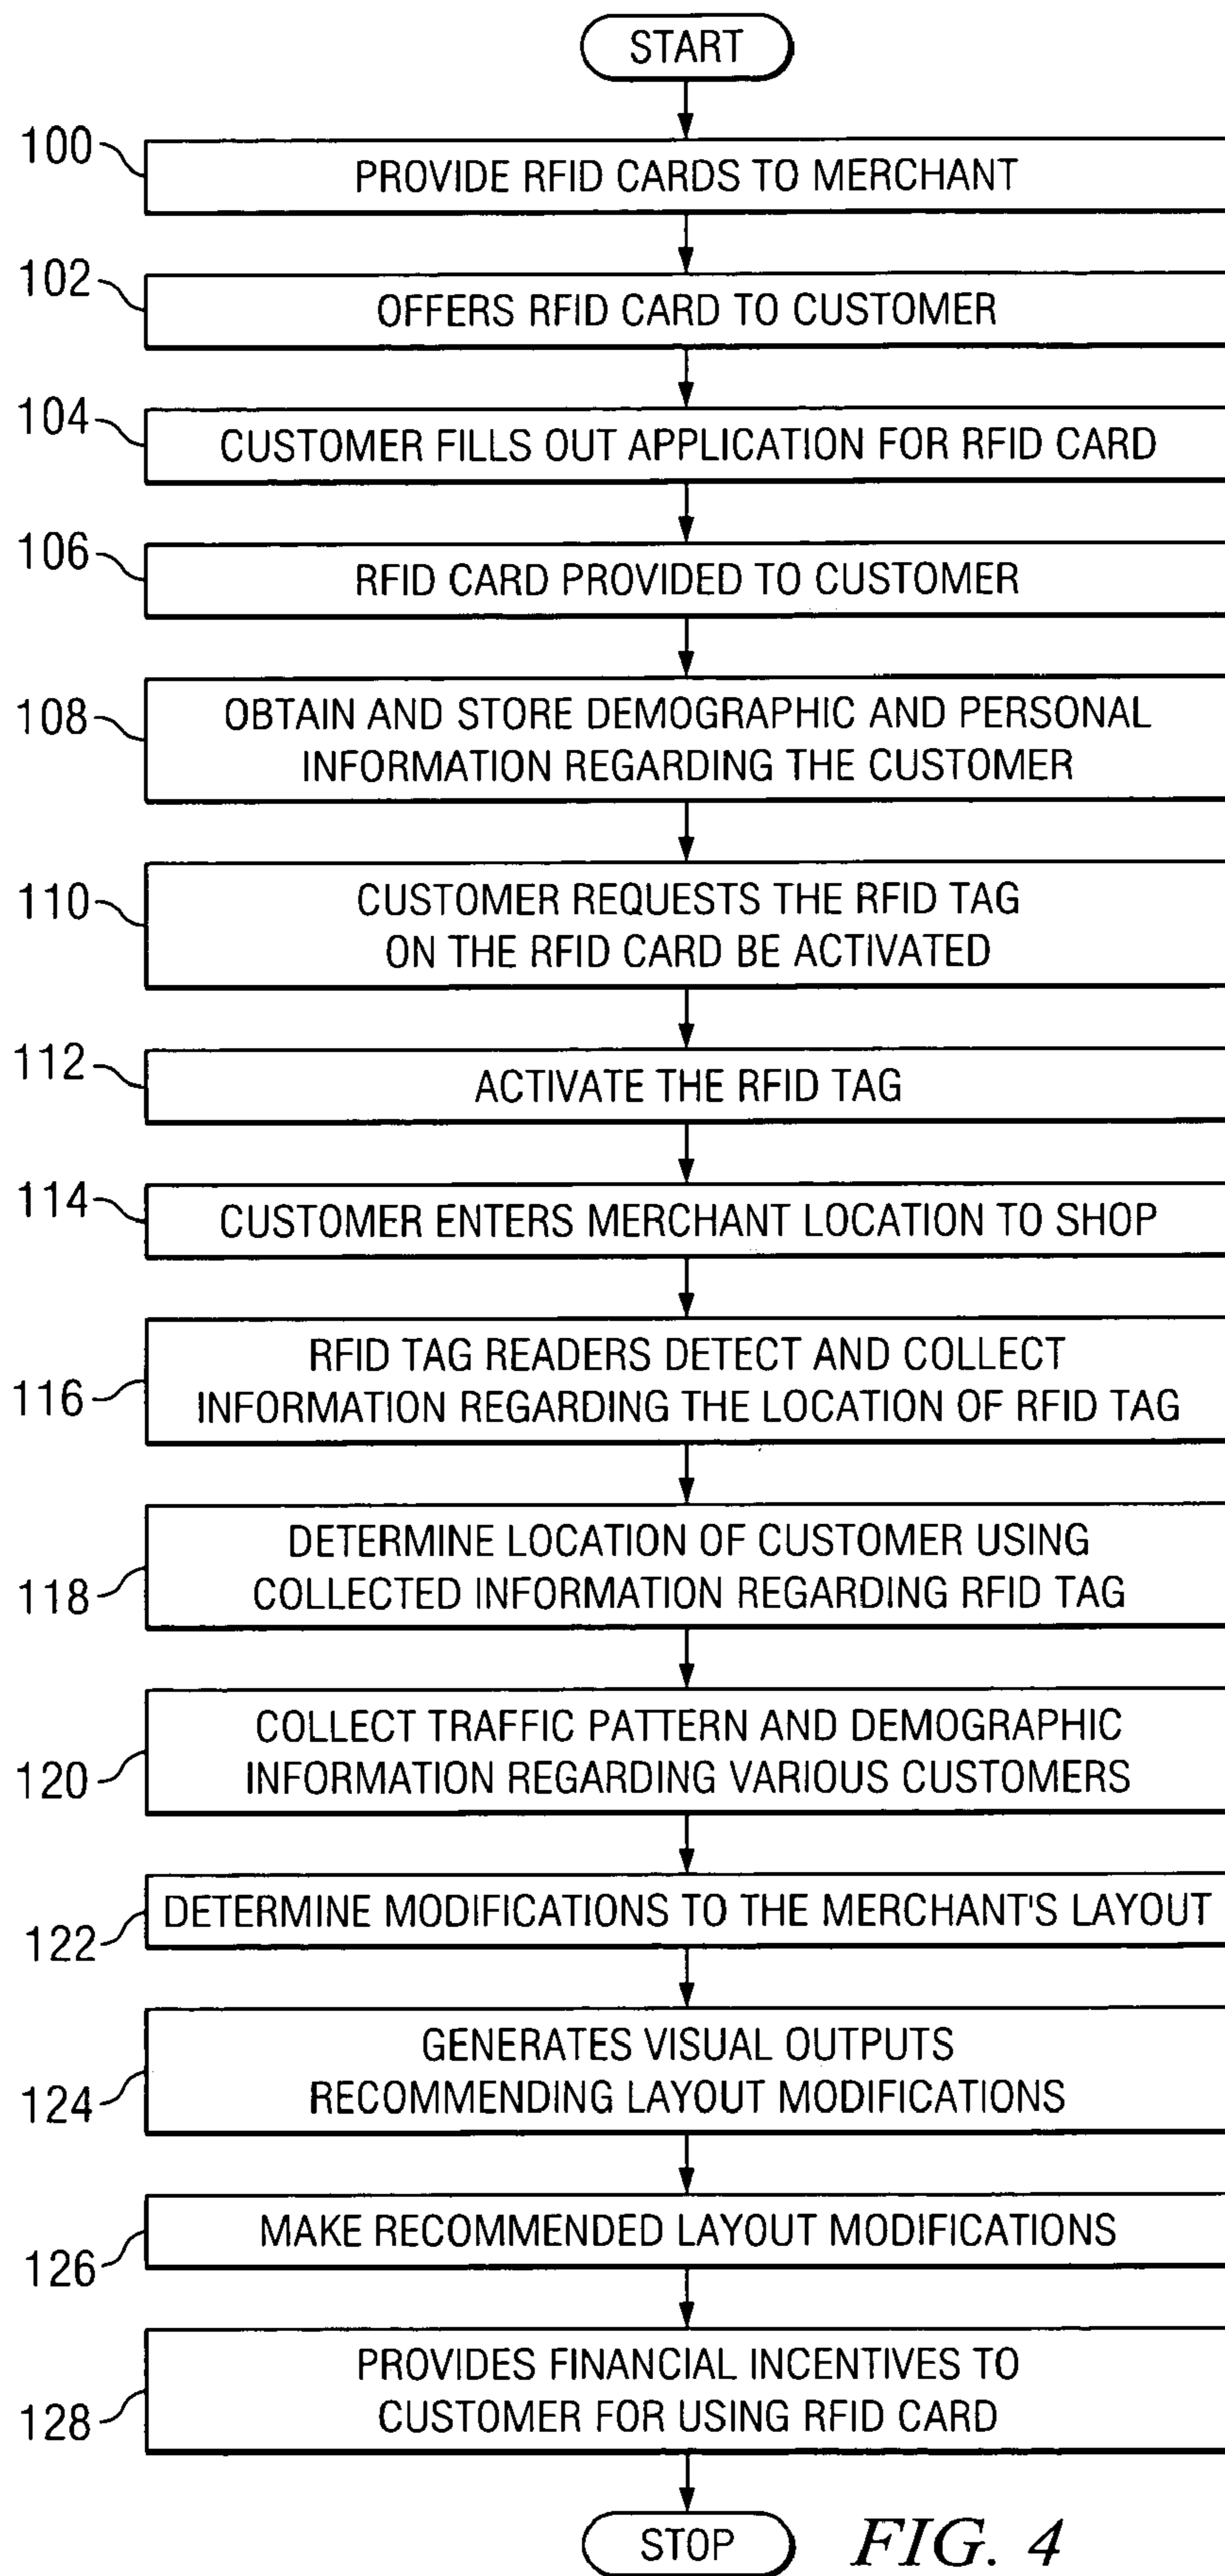 START
100
PROVIDE RFID CARDS TO MERCHANT
102
OFFERS RFID CARD TO CUSTOMER
104
CUSTOMER FILLS OUT APPLICATION FOR RFID CARD
106
RFID CARD PROVIDED TO CUSTOMER
108
OBTAIN AND STORE DEMOGRAPHIC AND PERSONAL
INFORMATION REGARDING THE CUSTOMER
110
CUSTOMER REQUESTS THE RFID TAG
ON THE RFID CARD BE ACTIVATED
112
ACTIVATE THE RFID TAG
114
CUSTOMER ENTERS MERCHANT LOCATION TO SHOP
116
RFID TAG READERS DETECT AND COLLECT
INFORMATION REGARDING THE LOCATION OF RFID TAG
118
DETERMINE LOCATION OF CUSTOMER USING
COLLECTED INFORMATION REGARDING RFID TAG
120
COLLECT TRAFFIC PATTERN AND DEMOGRAPHIC
INFORMATION REGARDING VARIOUS CUSTOMERS
122
DETERMINE MODIFICATIONS TO THE MERCHANT'S LAYOUT
124
GENERATES VISUAL OUTPUTS
RECOMMENDING LAYOUT MODIFICATIONS
126
MAKE RECOMMENDED LAYOUT MODIFICATIONS
128
PROVIDES FINANCIAL INCENTIVES TO
CUSTOMER FOR USING RFID CARD
STOP
FIG. 4